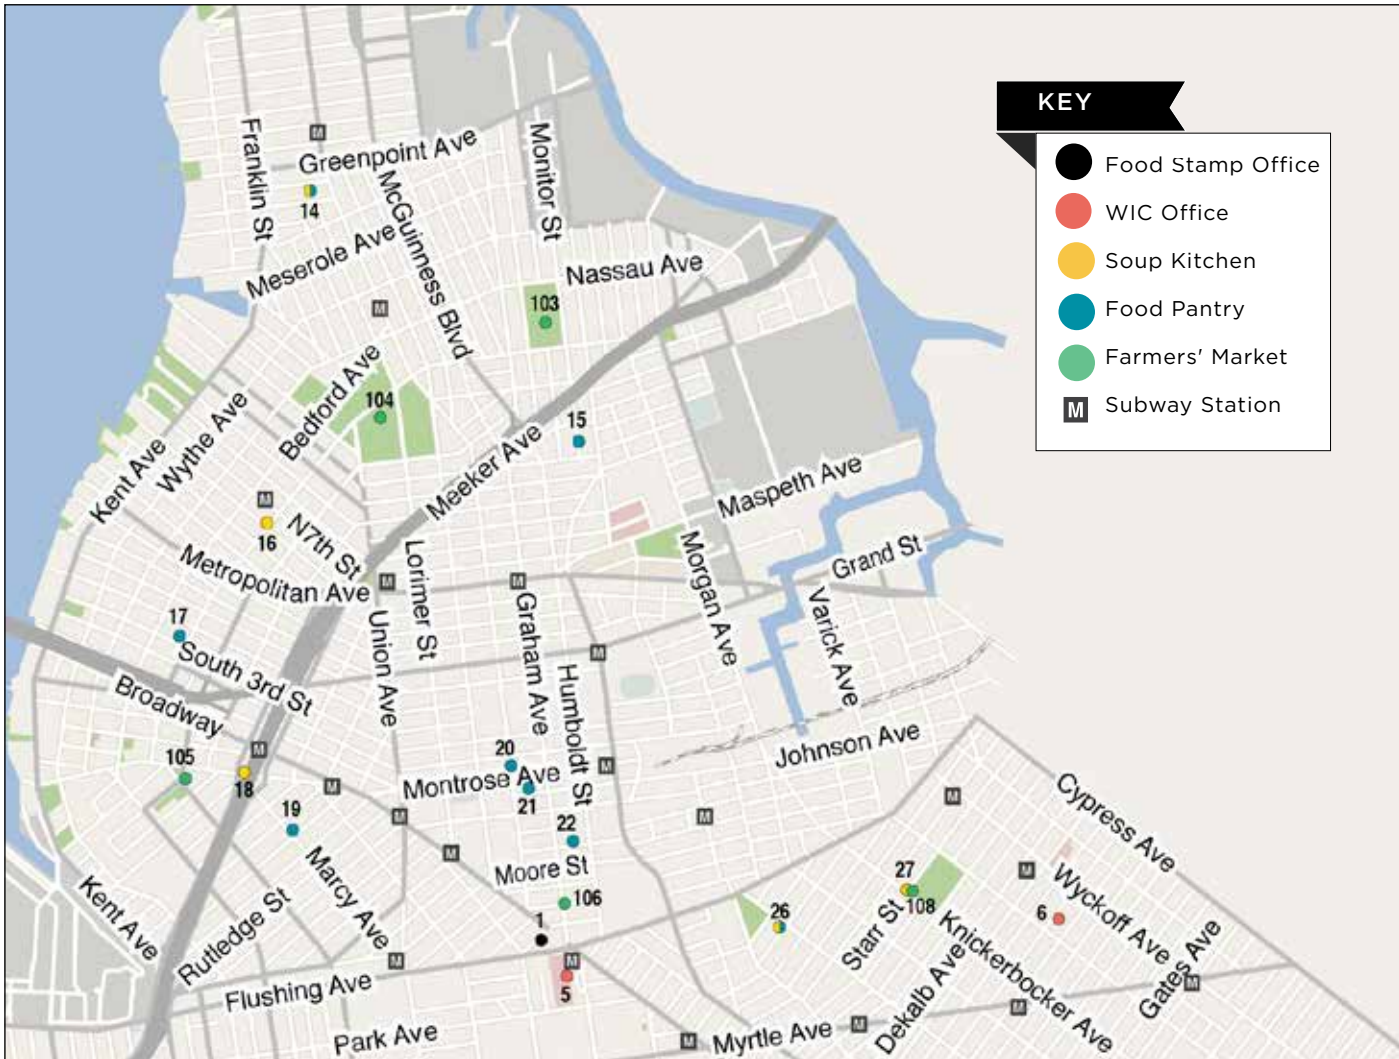 KEY
Food Stamp Office
WIC Office
Soup Kitchen
Food Pantry
Farmers' Market
M Subway Station
Franklin St
M
Greenpoint Ave
Monitor St
14
McGuinness Blvd
Meserole Ave
Nassau Ave
M
103
Bedford Ave
104
15
Wythe Ave
Kent Ave
Meeker Ave
Maspeth Ave
M
16
N7th St
Metropolitan Ave
M
Lorimer St
M
Morgan Ave
Grand St
Varick Ave
17
Union Ave
Graham Ave
M
South 3rd St
Humboldt St
Broadway
M
Johnson Ave
105
18
20
Montrose Ave
21
M
M
M
M
M
Cypress Ave
19
22
M
Moore St
Marcy Ave
106
27
108
M
Wyckoff Ave
6
26
Starr St
Knickerbocker Ave
Gates Ave
Kent Ave
Rutledge St
1
M
M
5
Dekalb Ave
M
Flushing Ave
M
M
Park Ave
M
Myrtle Ave